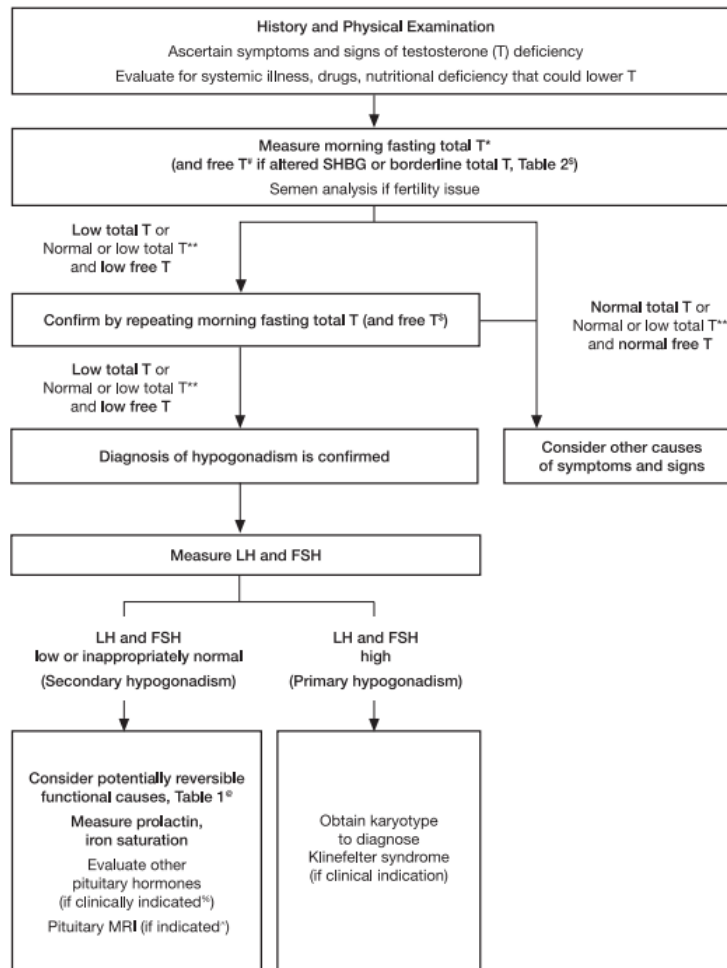 History and Physical Examination
Ascertain symptoms and signs of testosterone (T) deficiency
Evaluate for systemic illness, drugs, nutritional deficiency that could lower T
Measure morning fasting total T*
(and free T¥ if altered SHBG or borderline total T, Table 2$)
Semen analysis if fertility issue
Low total T or
Normal or low total T**
and low free T
Normal total T or
Normal or low total T**
and normal free T
Confirm by repeating morning fasting total T (and free T$)
Low total T or
Normal or low total T**
and low free T
Diagnosis of hypogonadism is confirmed
Consider other causes
of symptoms and signs
Measure LH and FSH
LH and FSH
low or inappropriately normal
(Secondary hypogonadism)
LH and FSH
high
(Primary hypogonadism)
Consider potentially reversible
functional causes, Table 1@
Measure prolactin,
iron saturation
Evaluate other
pituitary hormones
(if clinically indicated%)
Pituitary MRI (if indicated^)
Obtain karyotype
to diagnose
Klinefelter syndrome
(if clinical indication)